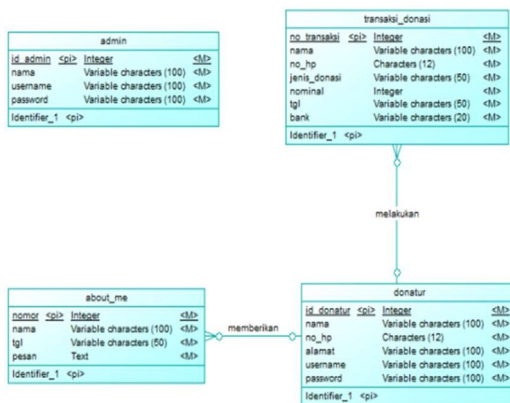 admin
id_admin <pi> Integer <M>
nama Variable characters (100) <M>
username Variable characters (100) <M>
password Variable characters (100) <M>
Identifier_1 <pi>
transaksi_donasi
no_transaksi <pi> Integer <M>
nama Variable characters (100) <M>
no_hp Characters (12) <M>
jenis_donasi Variable characters (50) <M>
nominal Integer <M>
tgl Variable characters (50) <M>
bank Variable characters (20) <M>
Identifier_1 <pi>
melakukan
about_me
nomor <pi> Integer <M>
nama Variable characters (100) <M>
tgl Variable characters (50) <M>
pesan Text <M>
Identifier_1 <pi>
memberikan
donatur
id_donatur <pi> Integer <M>
nama Variable characters (100) <M>
no_hp Characters (12) <M>
alamat Variable characters (100) <M>
username Variable characters (100) <M>
password Variable characters (100) <M>
Identifier_1 <pi>